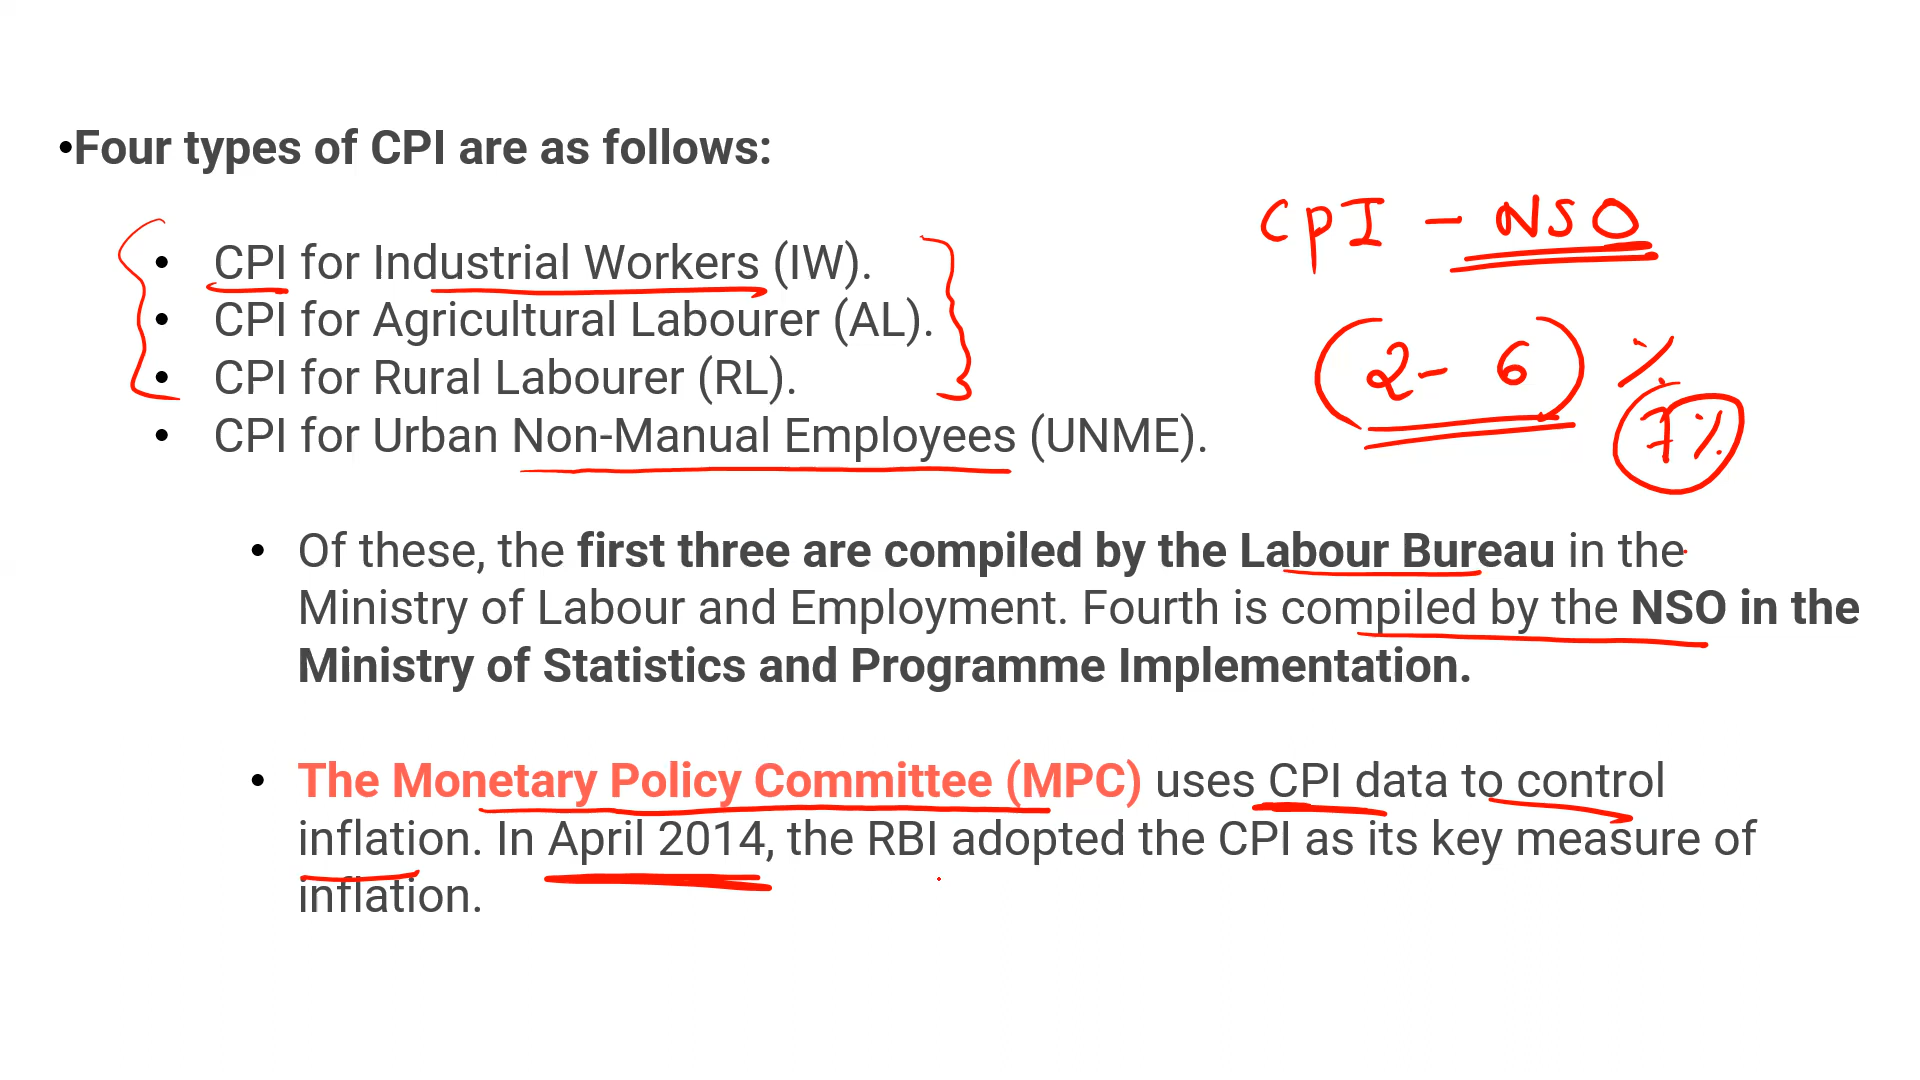 •Four types of CPI are as follows:
CPI - NSO
• CPI for Industrial Workers (IW).
• CPI for Agricultural Labourer (AL).
(2- 6) %
• CPI for Rural Labourer (RL).
7%
• CPI for Urban Non-Manual Employees (UNME).
• Of these, the first three are compiled by the Labour Bureau in the
Ministry of Labour and Employment. Fourth is compiled by the NSO in the
Ministry of Statistics and Programme Implementation.
• The Monetary Policy Committee (MPC) uses CPI data to control
inflation. In April 2014, the RBI adopted the CPI as its key measure of
inflation.